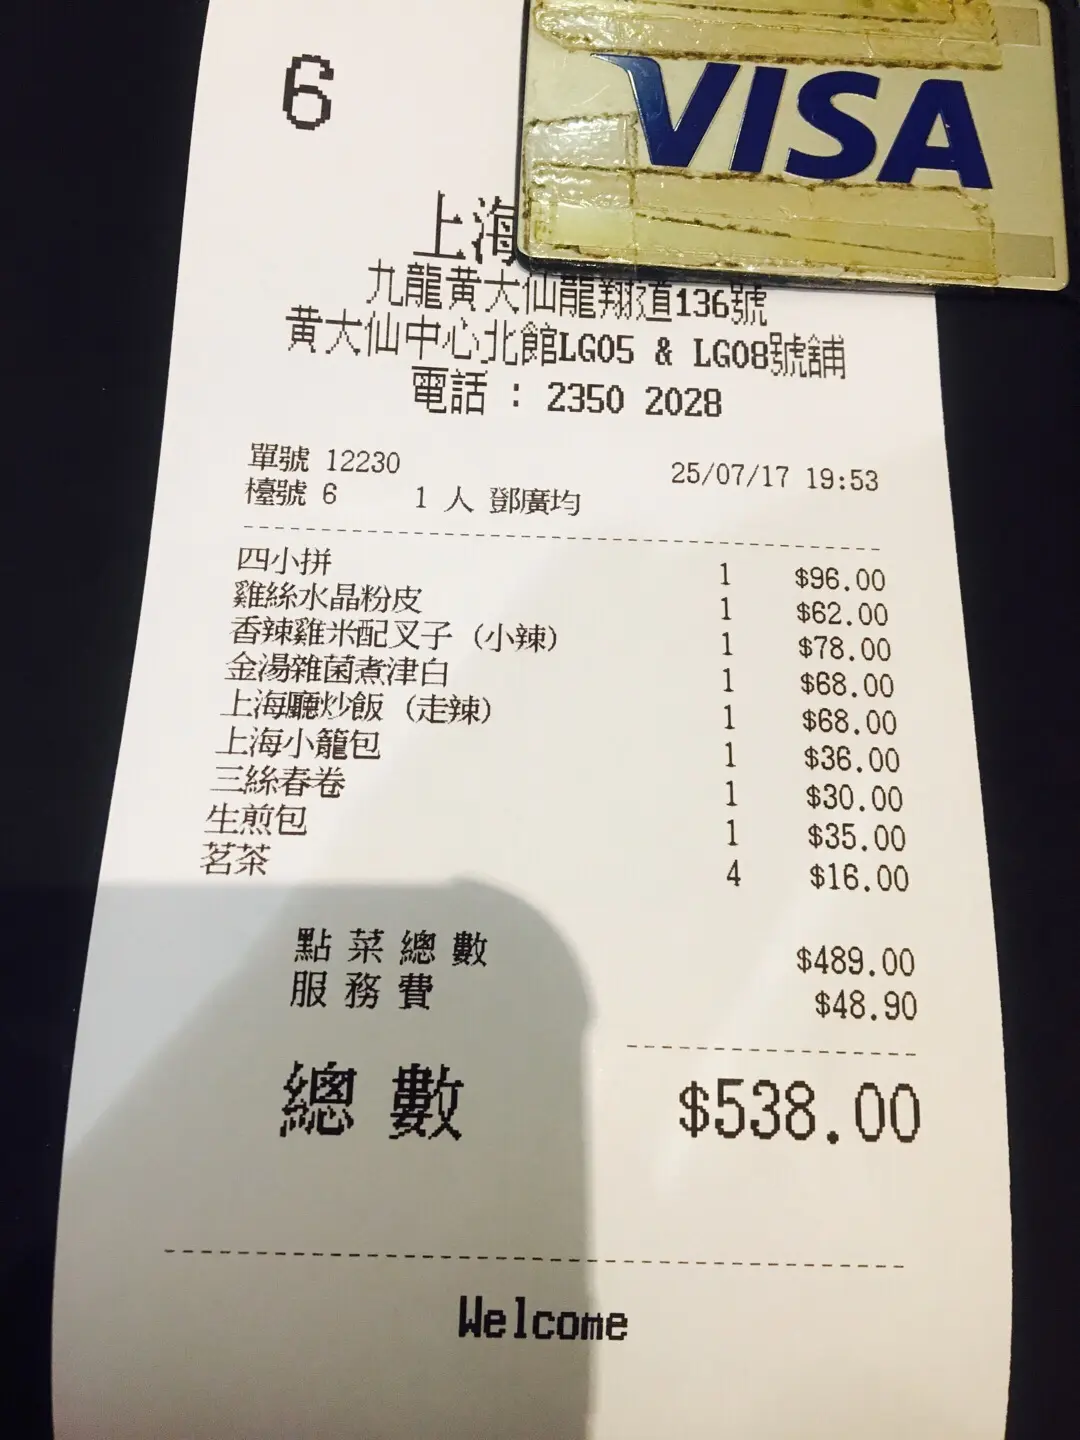 VISA
6
上海
九龍黃大仙龍翔道136號
黃大仙中心北館LG05 & LG08號舖
電話 : 2350 2028
單號 12230 25/07/17 19:53
檯號 6 1 人 鄧廣均
四小拼 1 $96.00
雞絲水晶粉皮 1 $62.00
香辣雞米配叉子 (小辣) 1 $78.00
金湯雜菌煮津白 1 $68.00
上海廳炒飯 (走辣) 1 $68.00
上海小籠包 1 $36.00
三絲春卷 1 $30.00
生煎包 1 $35.00
茗茶 4 $16.00
點菜總數 $489.00
服務費 $48.90
總數 $538.00
Welcome